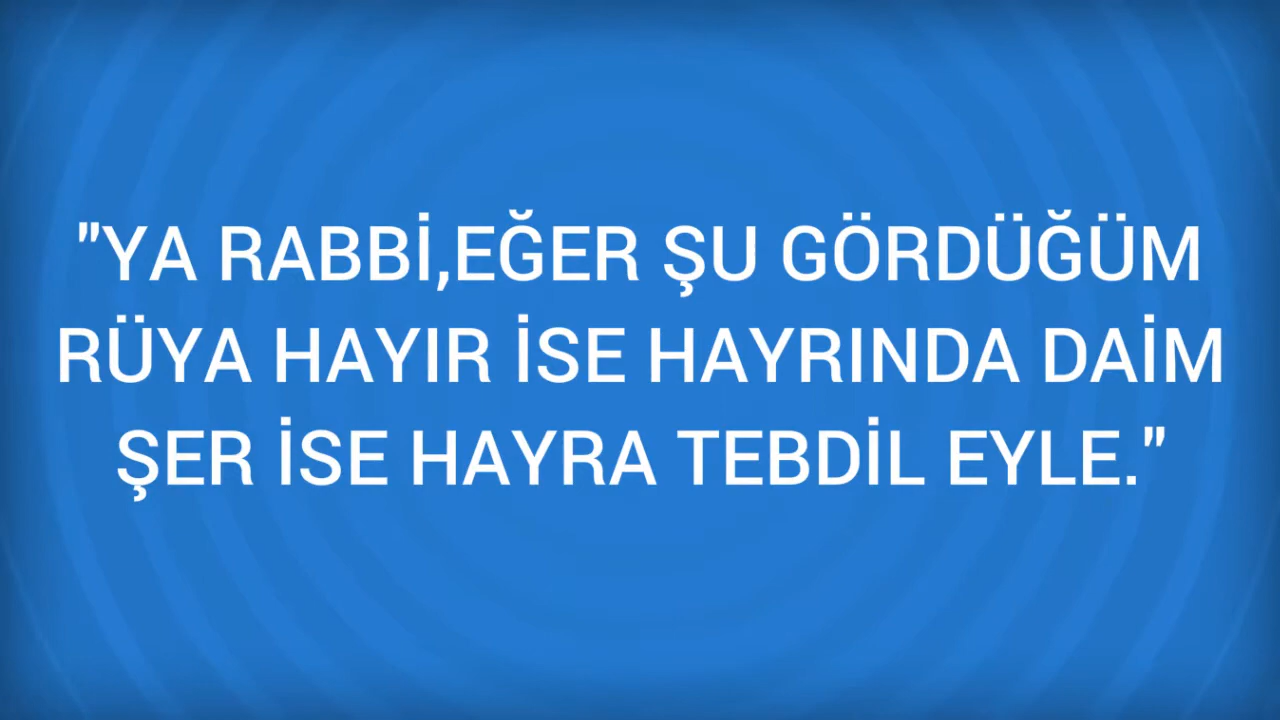 "YA RABBİ,EĞER ŞU GÖRDÜĞÜM
RÜYA HAYIR İSE HAYRINDA DAİM
ŞER İSE HAYRA TEBDİL EYLE."